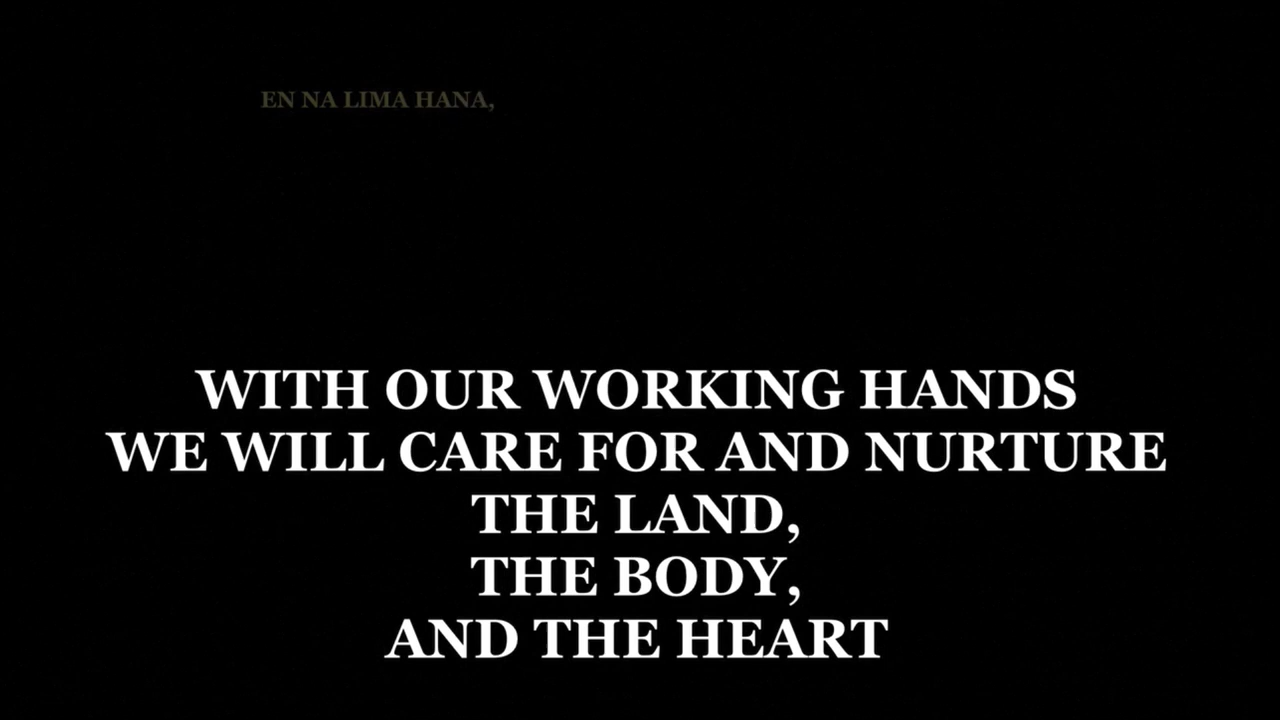 EN NA LIMA HANA,
WITH OUR WORKING HANDS
WE WILL CARE FOR AND NURTURE
THE LAND,
THE BODY,
AND THE HEART